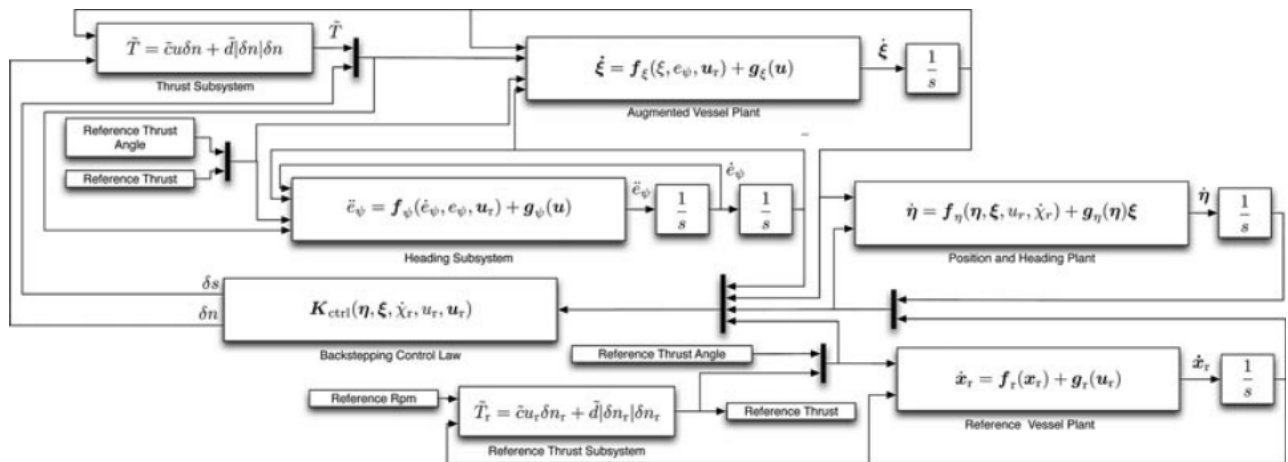 T̃
T̃ = c̃uδn + d̃|δn|δn
Thrust Subsystem
ξ̇ = f_ξ(ξ, e_ψ, u_r) + g_ξ(u)
ξ̇
1/s
Augmented Vessel Plant
Reference Thrust
Angle
Reference Thrust
ë_ψ = f_ψ(ė_ψ, e_ψ, u_r) + g_ψ(u)
ë_ψ
1/s
ė_ψ
1/s
Heading Subsystem
η̇ = f_η(η, ξ, u_r, χ̇_r) + g_η(η)ξ
η̇
1/s
Position and Heading Plant
δs
δn
K_ctrl(η, ξ, χ̇_r, u_r, u_r)
Backstepping Control Law
Reference Thrust Angle
Reference Rpm
T̃_r = c̃u_rδn_r + d̃|δn_r|δn_r
Reference Thrust Subsystem
Reference Thrust
ẋ_r = f_r(x_r) + g_r(u_r)
ẋ_r
1/s
Reference Vessel Plant